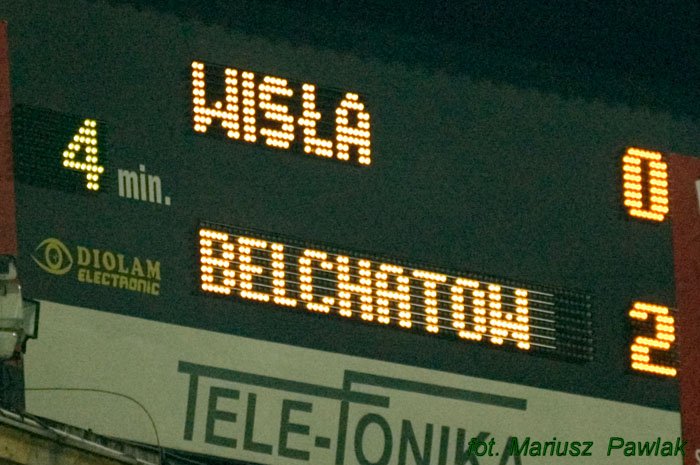 WISŁA 0
4 min.
BELCHATOW 2
DIOLAM
ELECTRONIC
TELE-FONIKA
fot. Mariusz Pawlak